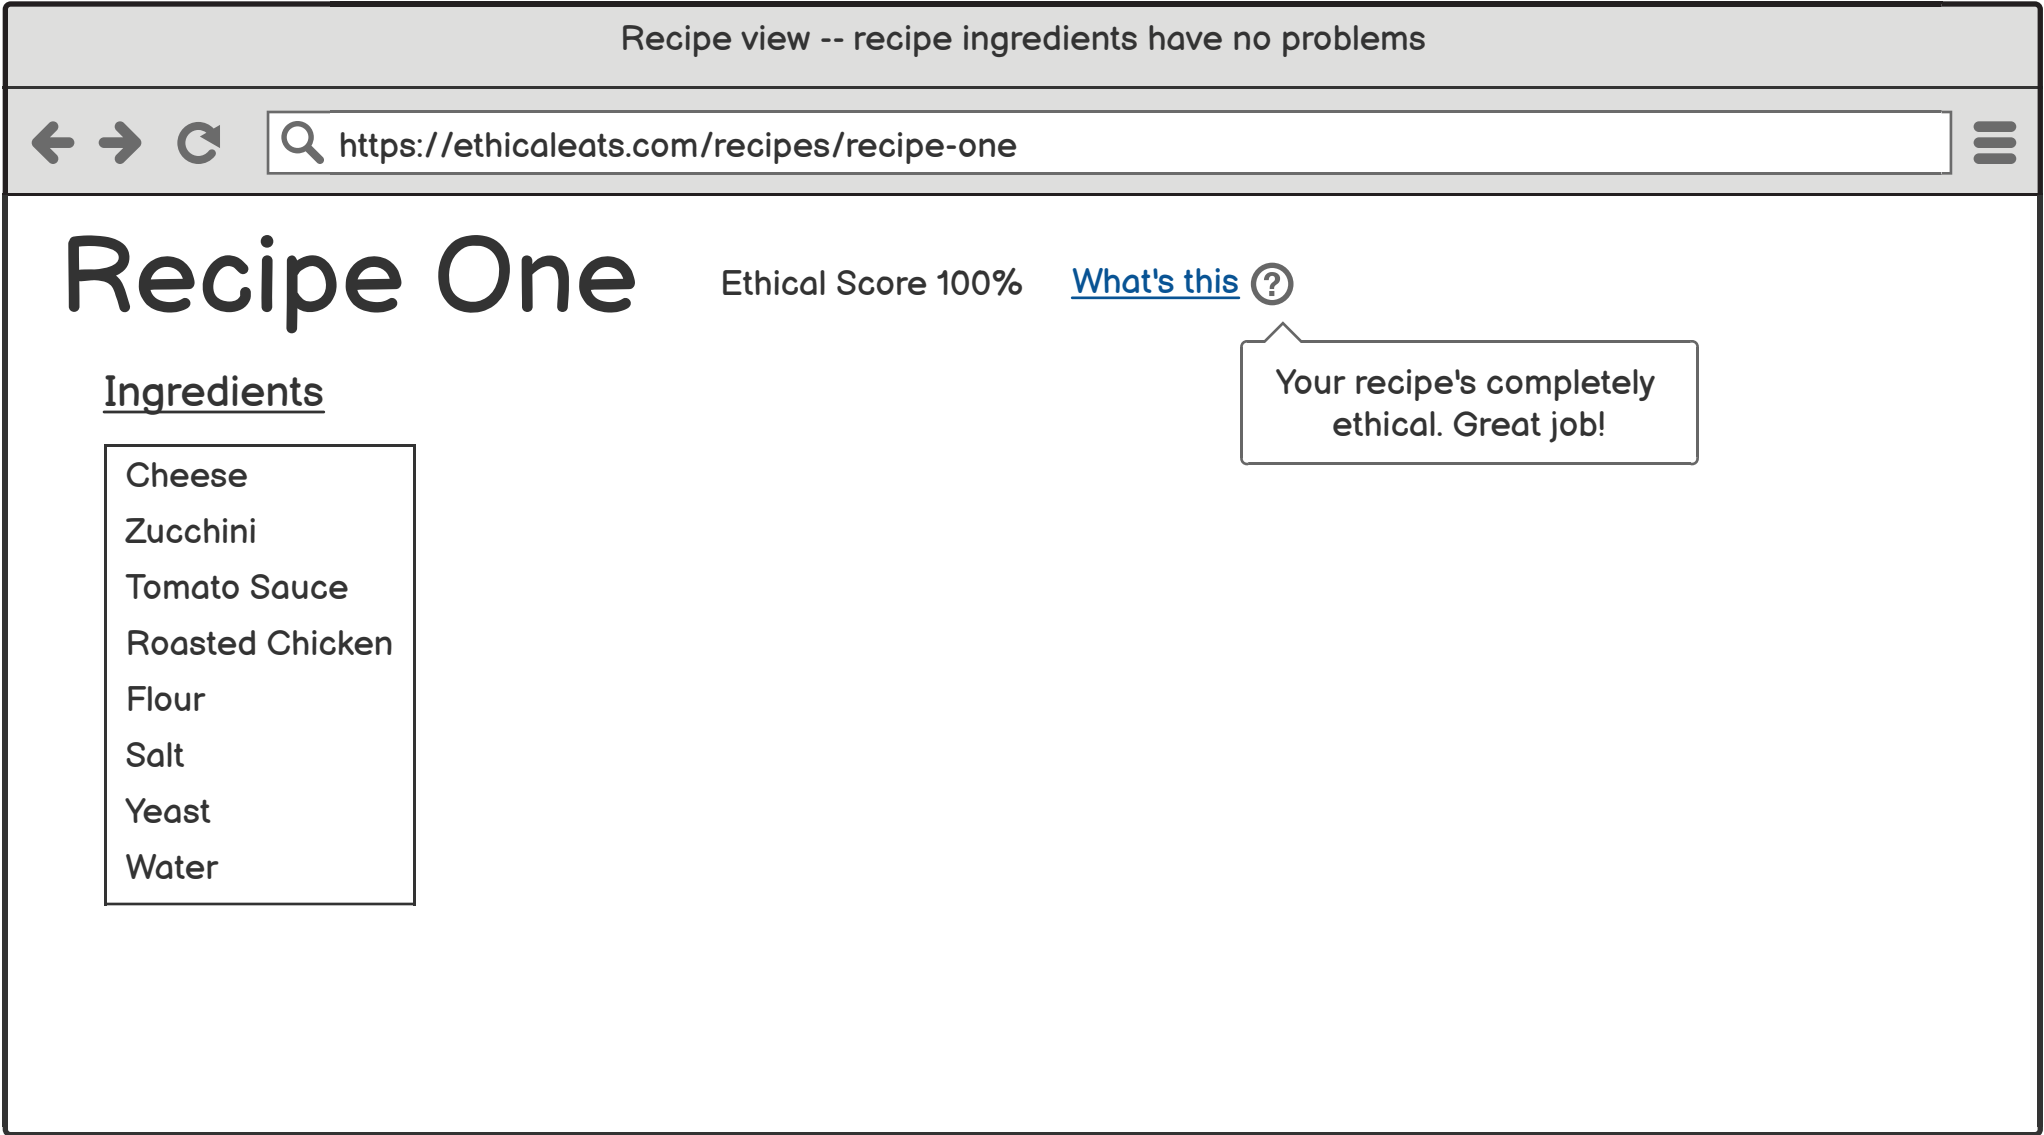 Recipe view -- recipe ingredients have no problems
https://ethicaleats.com/recipes/recipe-one
Recipe One
Ethical Score 100%
What's this
?
Your recipe's completely
ethical. Great job!
Ingredients
Cheese
Zucchini
Tomato Sauce
Roasted Chicken
Flour
Salt
Yeast
Water